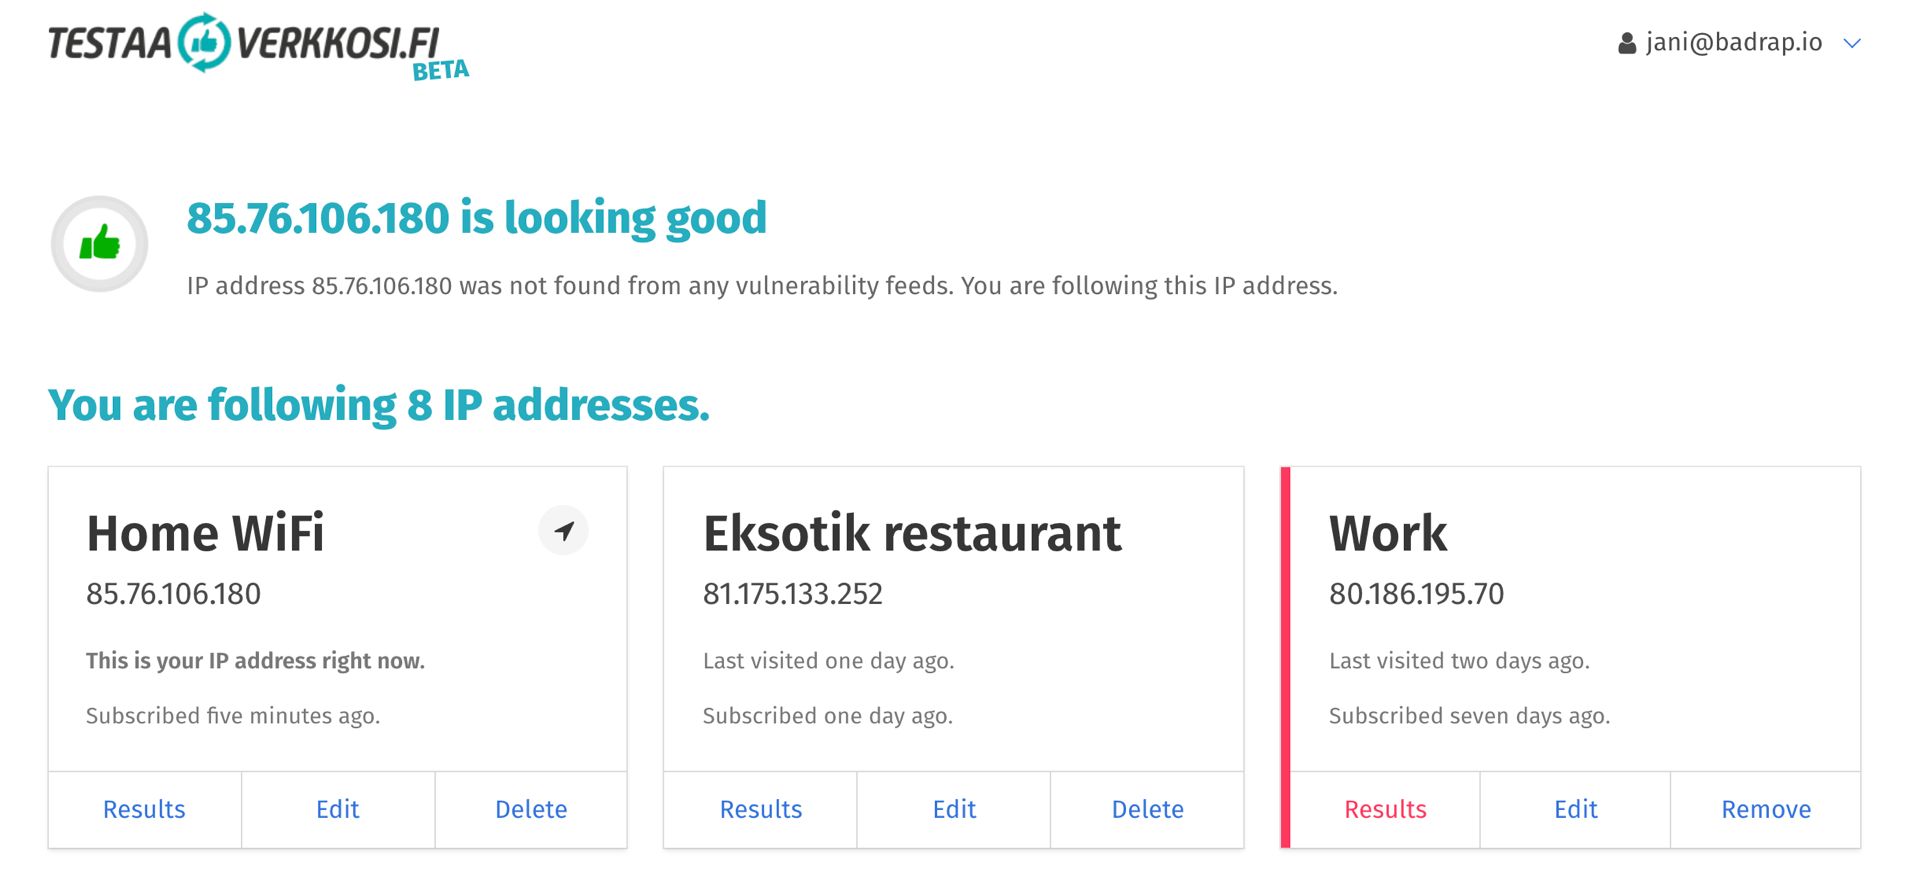 TESTAA VERKKOSI.FI
BETA
jani@badrap.io
85.76.106.180 is looking good
IP address 85.76.106.180 was not found from any vulnerability feeds. You are following this IP address.
You are following 8 IP addresses.
Home WiFi
85.76.106.180
This is your IP address right now.
Subscribed five minutes ago.
Results Edit Delete
Eksotik restaurant
81.175.133.252
Last visited one day ago.
Subscribed one day ago.
Results Edit Delete
Work
80.186.195.70
Last visited two days ago.
Subscribed seven days ago.
Results Edit Remove